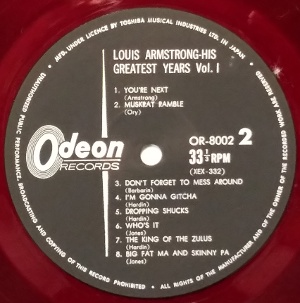 MFD. UNDER LICENCE BY TOSHIBA MUSICAL INDUSTRIES LTD. IN JAPAN
ALL RIGHTS OF THE MANUFACTURER AND OF THE OWNER OF THE RECORDED WORK ARE RESERVED
UNAUTHORISED PUBLIC PERFORMANCE, BROADCASTING AND COPYING OF THIS RECORD PROHIBITED
LOUIS ARMSTRONG-HIS
GREATEST YEARS Vol. I
1. YOU'RE NEXT
(Armstrong)
2. MUSKRAT RAMBLE
(Ory)
Odeon
RECORDS
OR-8002 2
33⅓ RPM
(XEX-332)
3. DON'T FORGET TO MESS AROUND
(Barbarin)
4. I'M GONNA GITCHA
(Hardin)
5. DROPPING SHUCKS
(Hardin)
6. WHO'S IT
(Jones)
7. THE KING OF THE ZULUS
(Hardin)
8. BIG FAT MA AND SKINNY PA
(Jones)